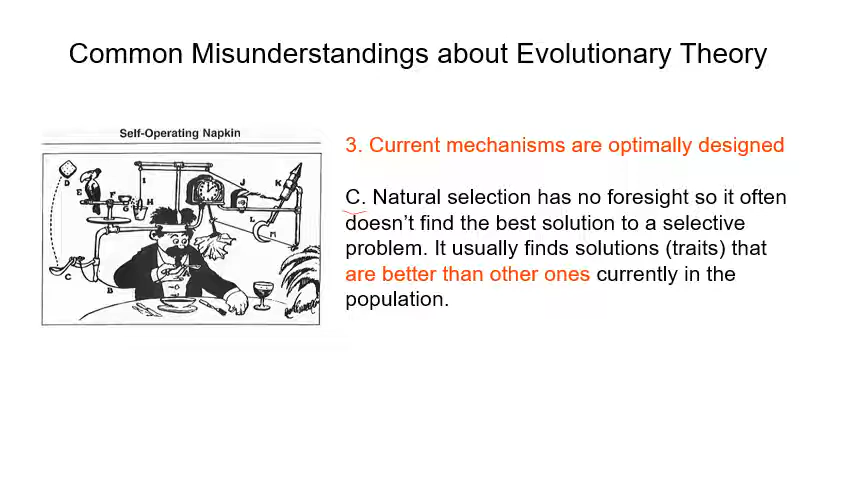 Common Misunderstandings about Evolutionary Theory
Self-Operating Napkin
3. Current mechanisms are optimally designed
C. Natural selection has no foresight so it often
doesn't find the best solution to a selective
problem. It usually finds solutions (traits) that
are better than other ones currently in the
population.
D
E
F
G
H
I
J
K
L
M
C
B